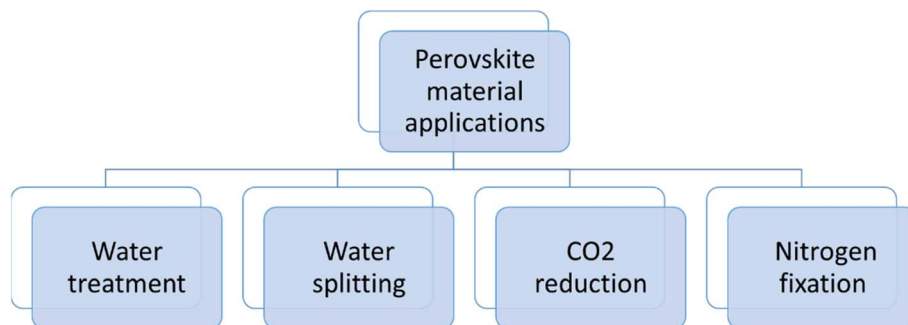 Perovskite
material
applications
Water
treatment
Water
splitting
CO2
reduction
Nitrogen
fixation